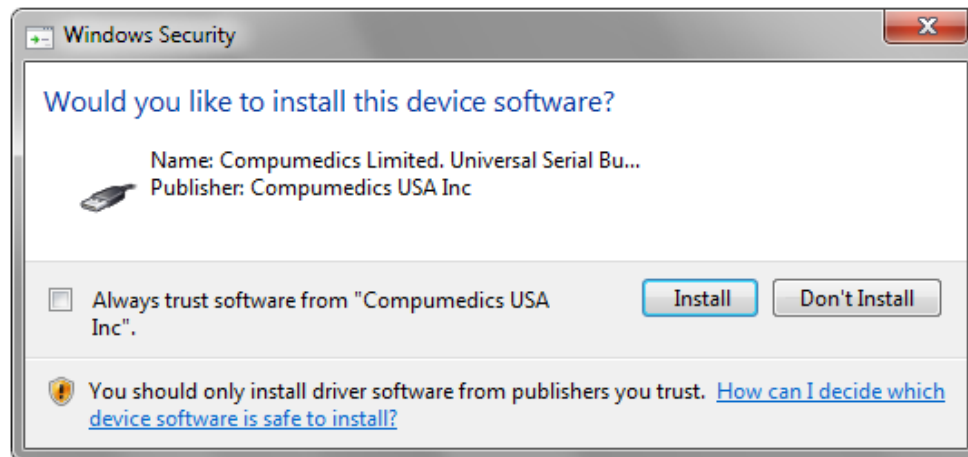 Windows Security
Would you like to install this device software?
Name: Compumedics Limited. Universal Serial Bu...
Publisher: Compumedics USA Inc
Always trust software from "Compumedics USA
Inc".
Install
Don't Install
You should only install driver software from publishers you trust. How can I decide which
device software is safe to install?